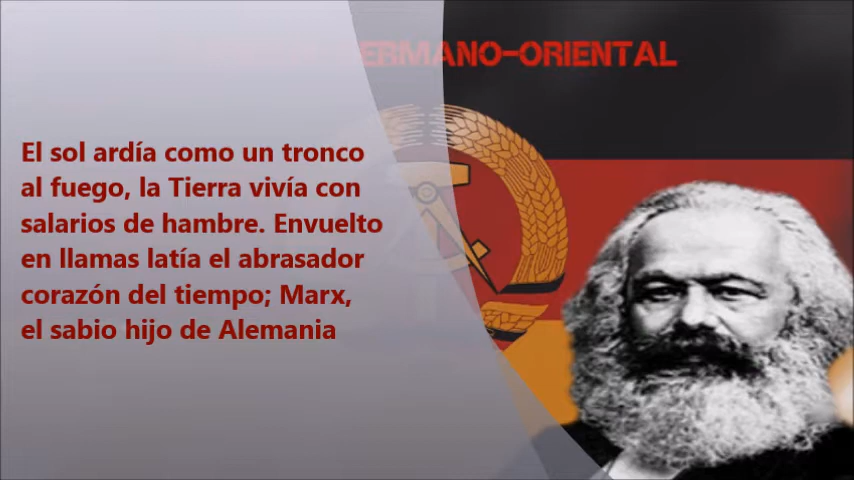 GERMANO-ORIENTAL
El sol ardía como un tronco
al fuego, la Tierra vivía con
salarios de hambre. Envuelto
en llamas latía el abrasador
corazón del tiempo; Marx,
el sabio hijo de Alemania